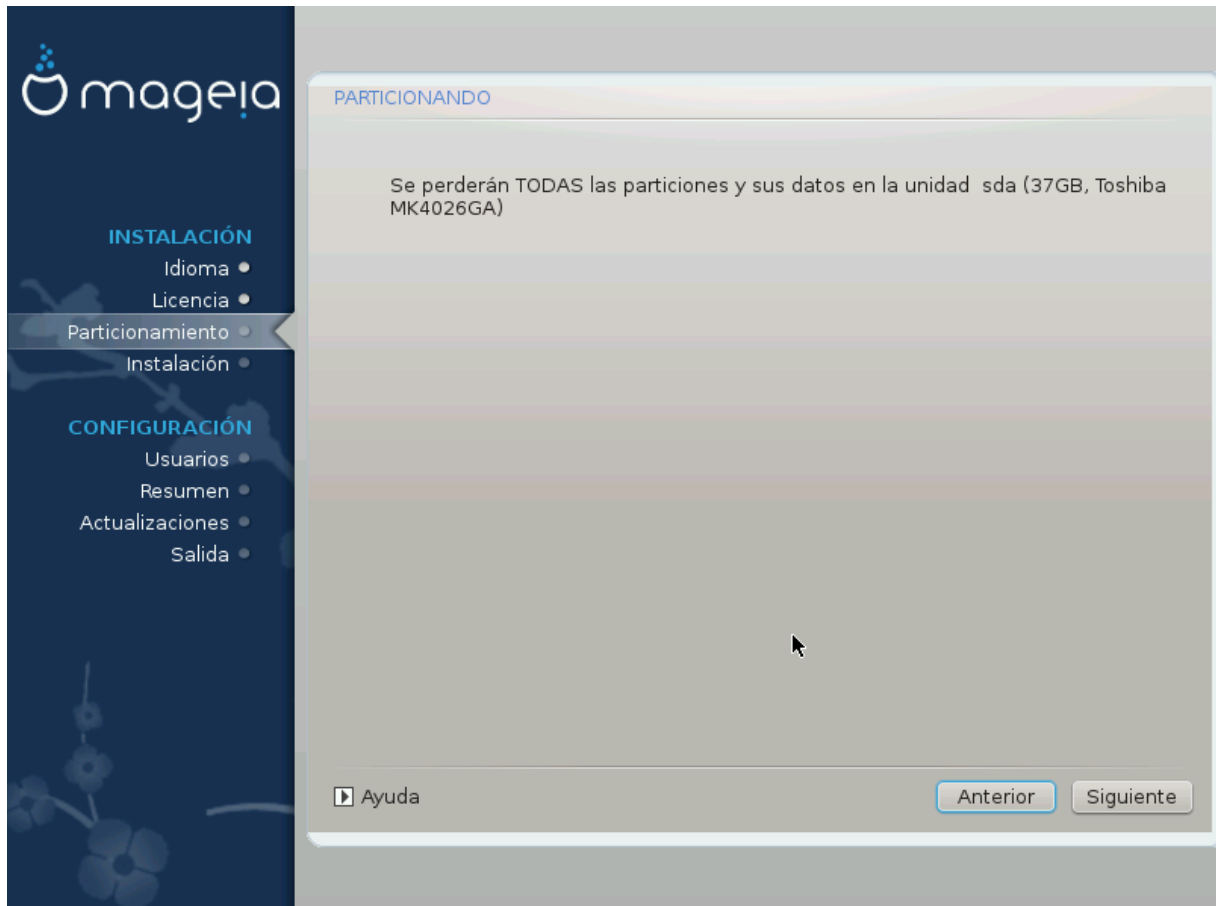 mageia
INSTALACIÓN
Idioma
Licencia
Particionamiento
Instalación
CONFIGURACIÓN
Usuarios
Resumen
Actualizaciones
Salida
PARTICIONANDO
Se perderán TODAS las particiones y sus datos en la unidad sda (37GB, Toshiba
MK4026GA)
Ayuda
Anterior
Siguiente